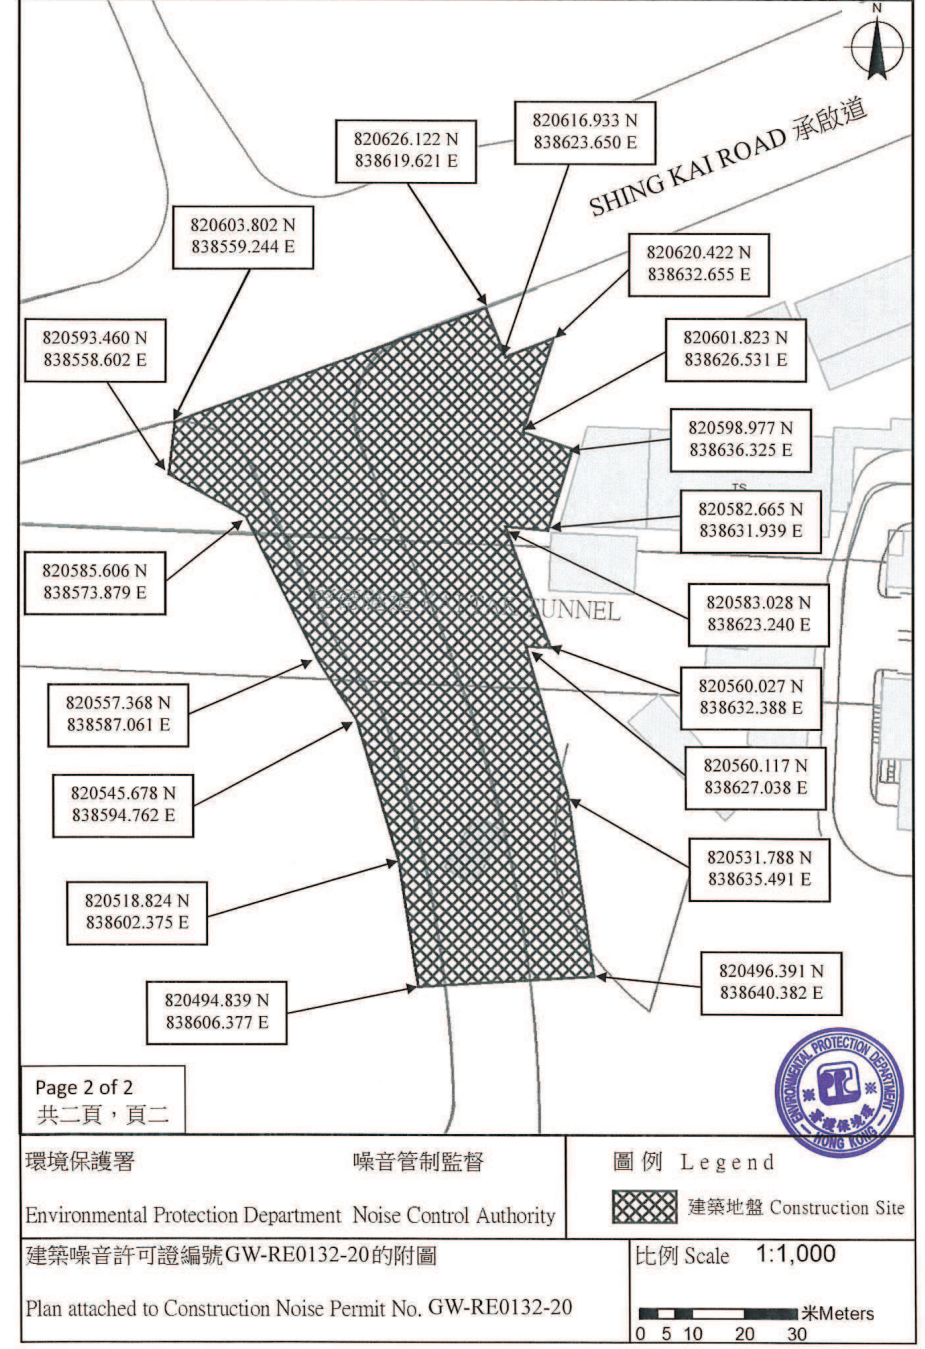 N
820616.933 N
838623.650 E
820626.122 N
838619.621 E
SHING KAI ROAD 承啟道
820603.802 N
838559.244 E
820620.422 N
838632.655 E
820593.460 N
838558.602 E
820601.823 N
838626.531 E
820598.977 N
838636.325 E
TS
820582.665 N
838631.939 E
820585.606 N
838573.879 E
820583.028 N
838623.240 E
TUNNEL
820560.027 N
838632.388 E
820557.368 N
838587.061 E
820560.117 N
838627.038 E
820545.678 N
838594.762 E
820531.788 N
838635.491 E
820518.824 N
838602.375 E
820496.391 N
838640.382 E
820494.839 N
838606.377 E
ENVIRONMENTAL PROTECTION DEPARTMENT
HONG KONG
Page 2 of 2
共二頁，頁二
環境保護署 噪音管制監督
Environmental Protection Department Noise Control Authority
圖例 Legend
建築地盤 Construction Site
建築噪音許可證編號GW-RE0132-20的附圖
Plan attached to Construction Noise Permit No. GW-RE0132-20
比例 Scale 1:1,000
米Meters
0 5 10 20 30